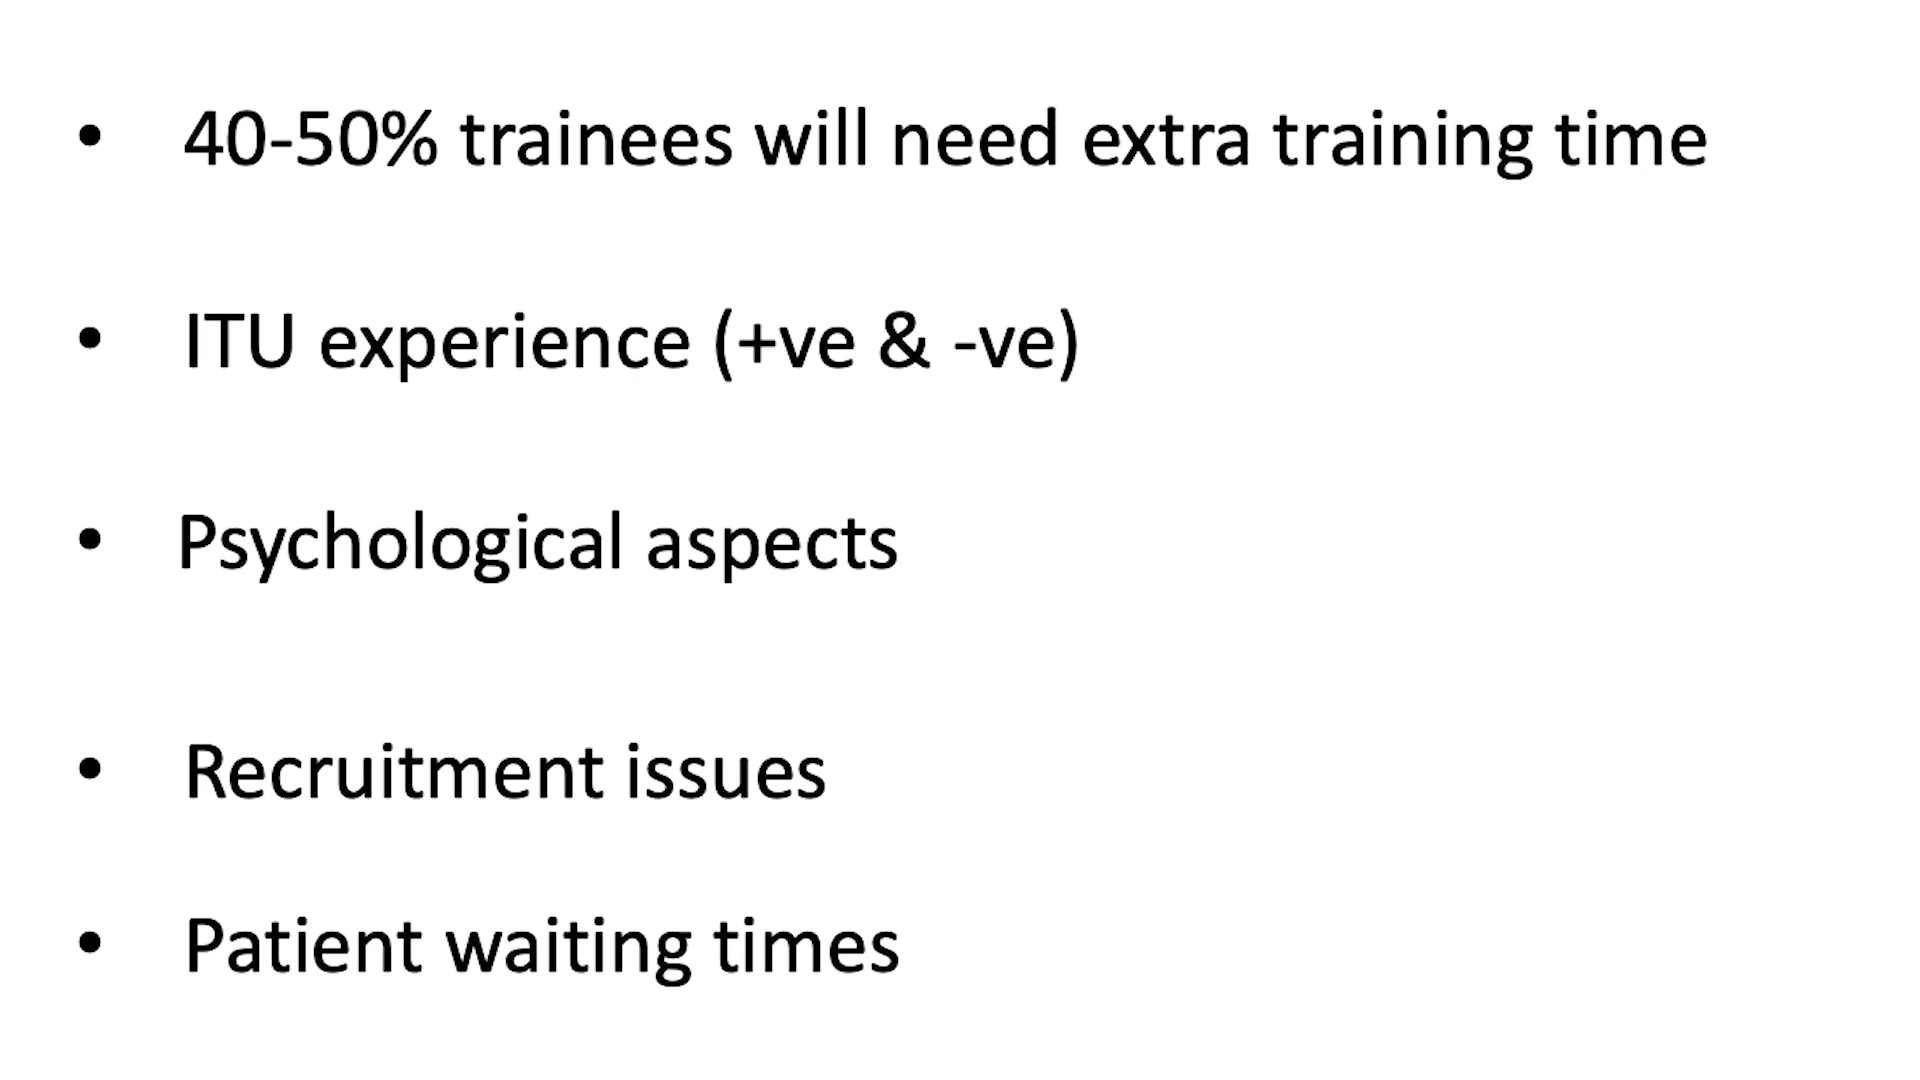 • 40-50% trainees will need extra training time
• ITU experience (+ve & -ve)
• Psychological aspects
• Recruitment issues
• Patient waiting times